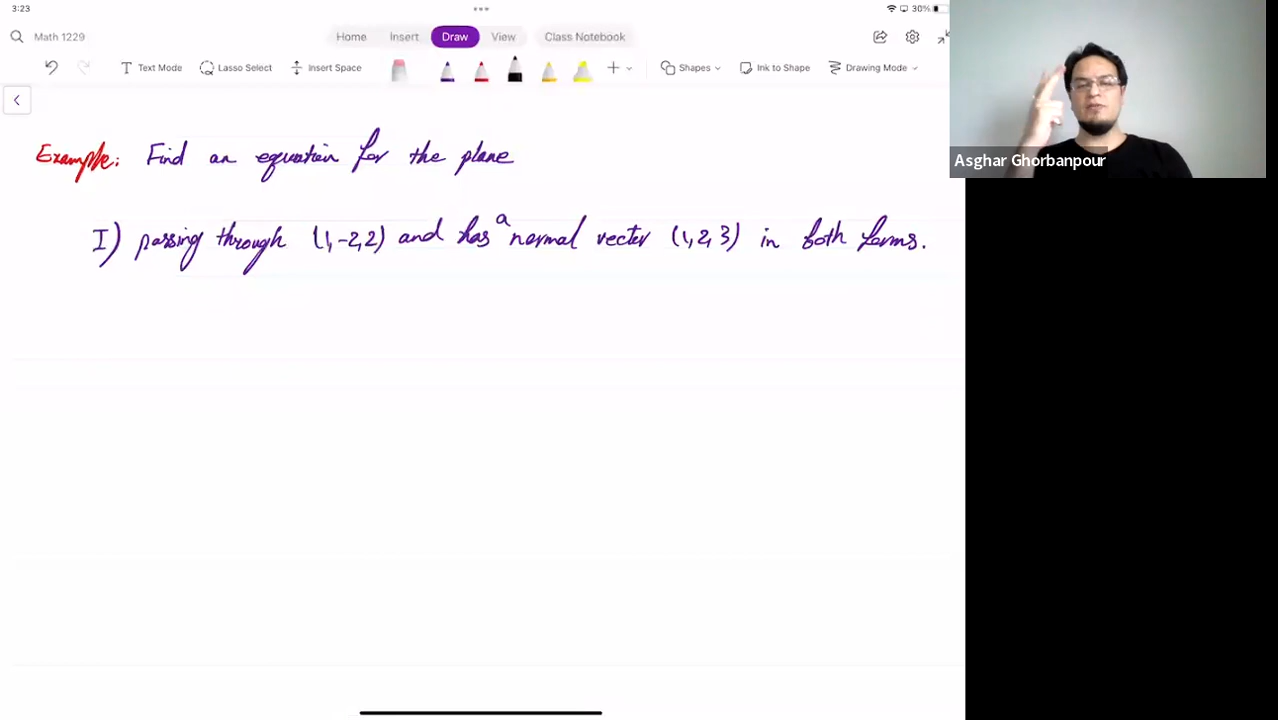 3:23
30%
Math 1229
Home Insert Draw View Class Notebook
Text Mode Lasso Select Insert Space Shapes Ink to Shape Drawing Mode
Asghar Ghorbanpour
Example: Find an equation for the plane
I) passing through (1,-2,2) and has a normal vector (1,2,3) in both forms.